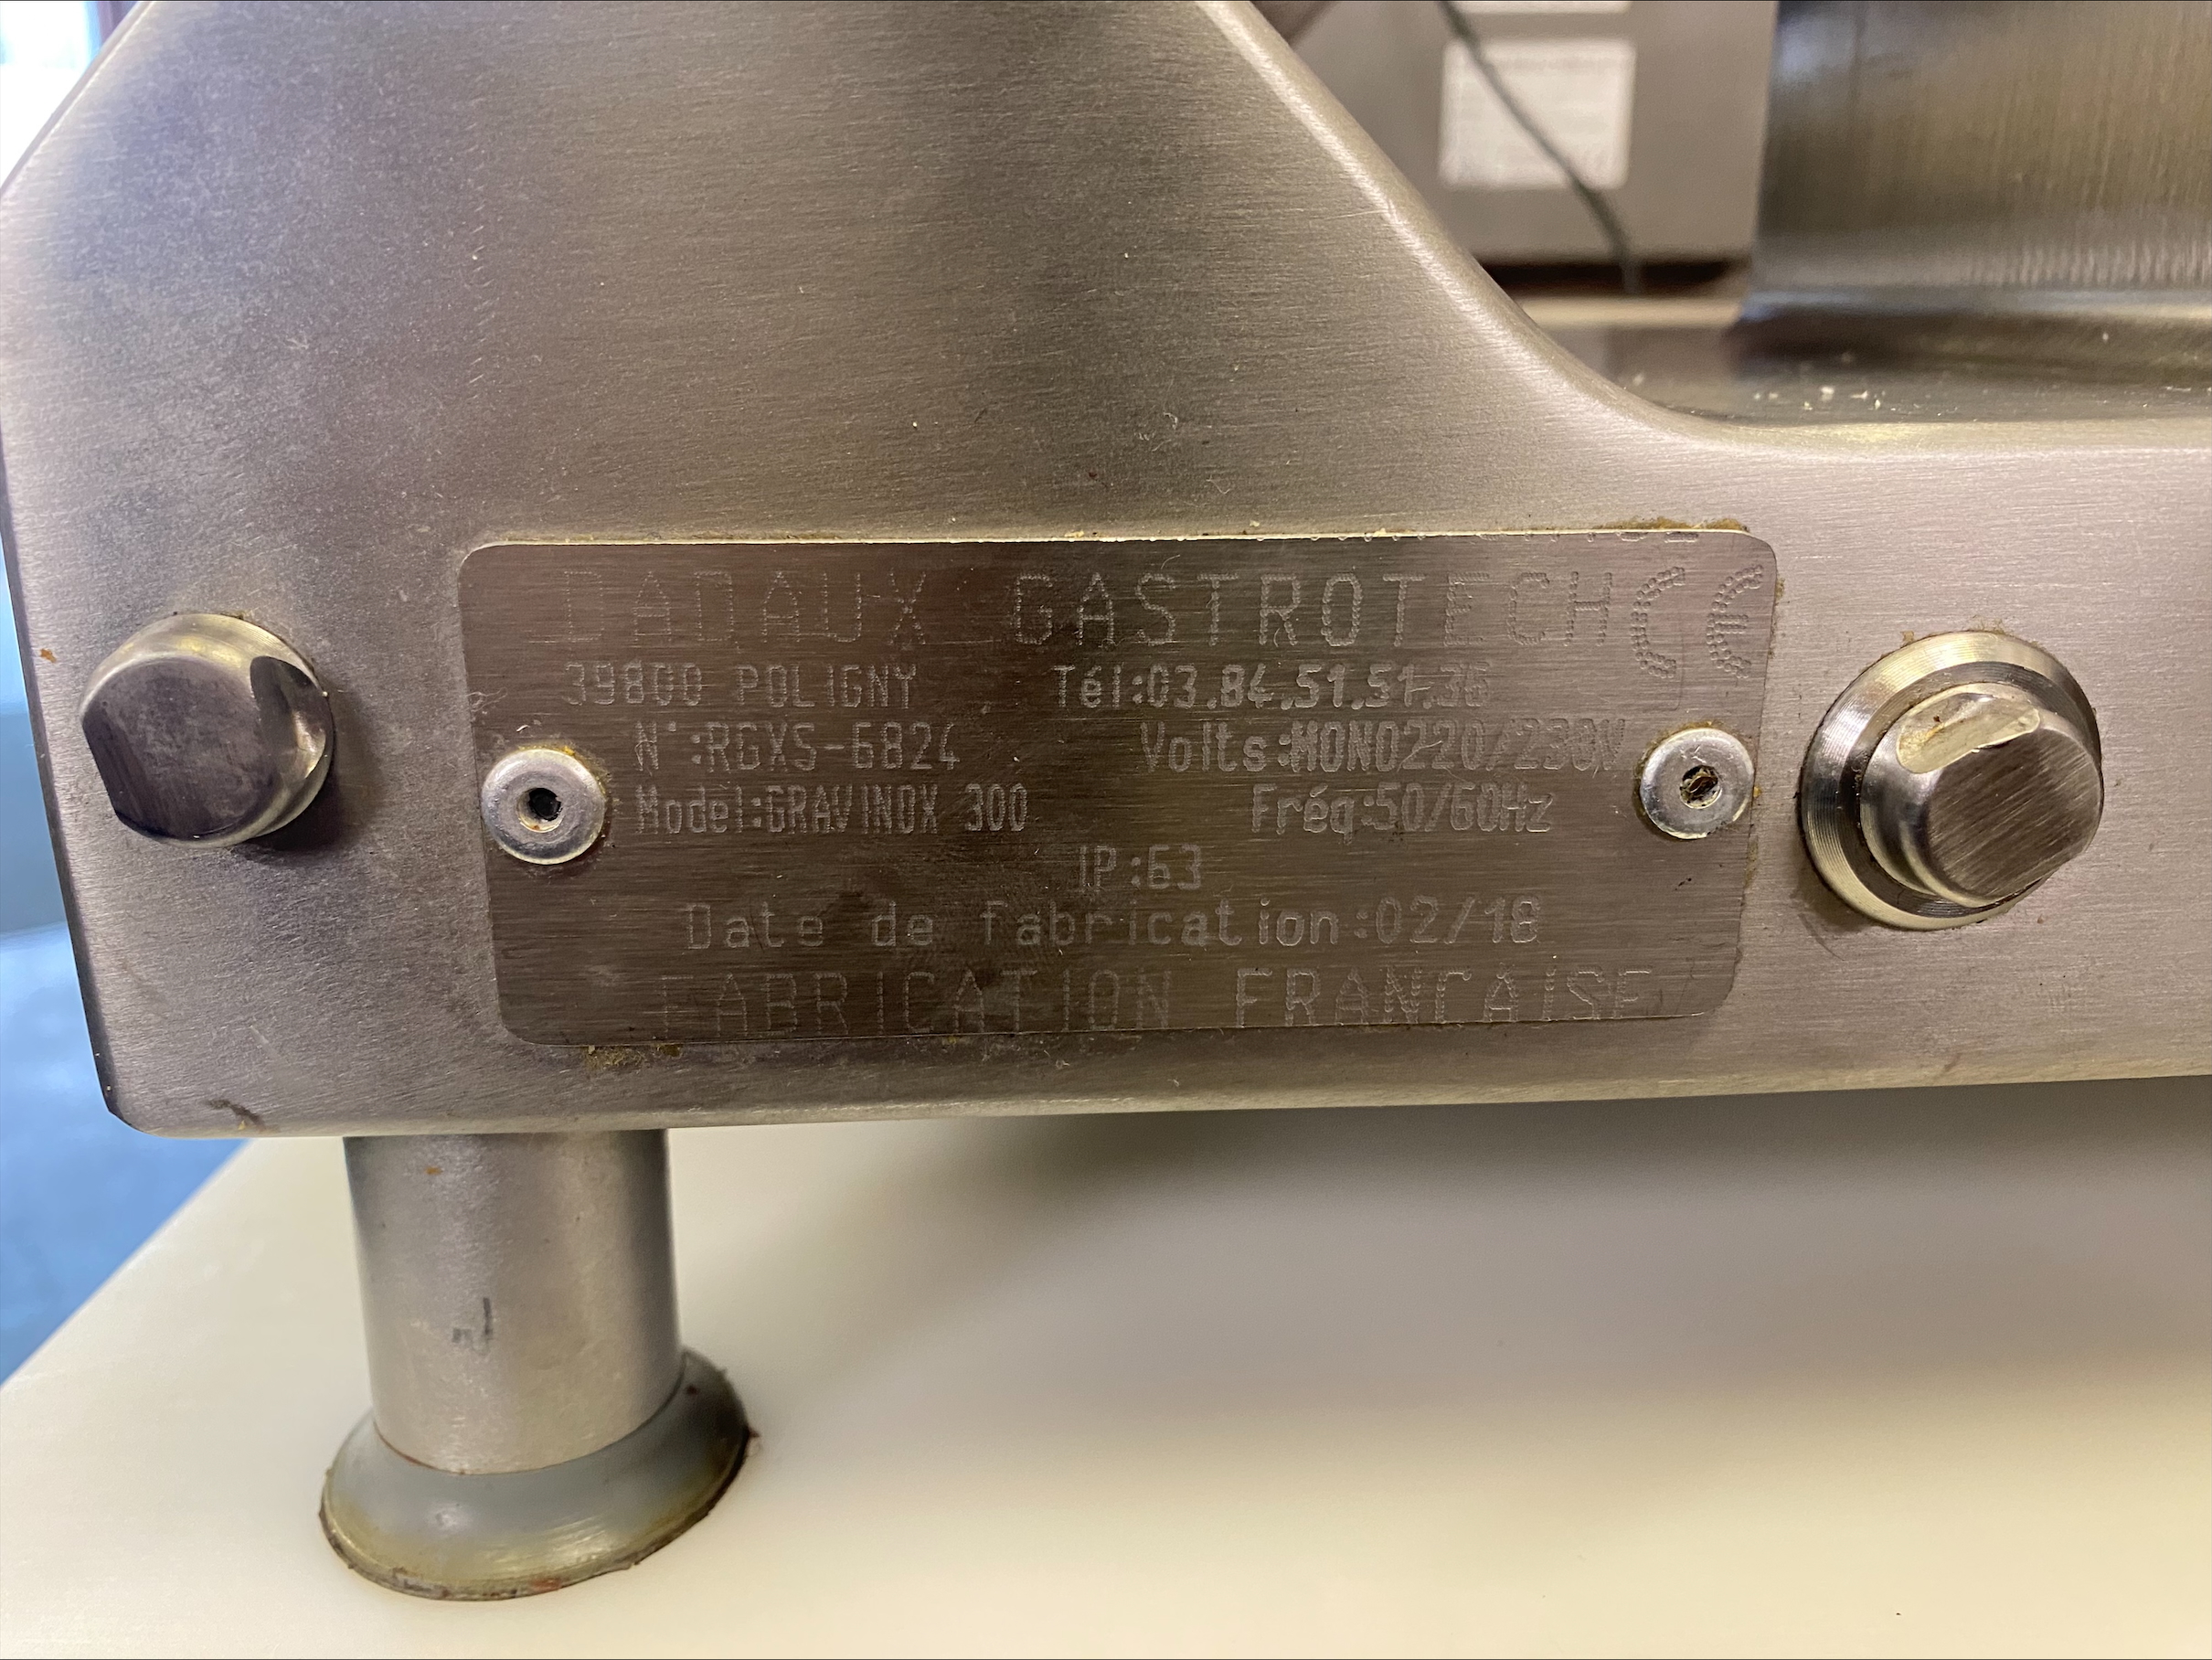 DADAUX GASTROTECH CE
39800 POLIGNY Tél:03.84.51.51.36
N°:RGXS-6824 Volts:MONO220/230V
Model:GRAVINOX 300 Fréq:50/60Hz
IP:63
Date de fabrication:02/18
FABRICATION FRANCAISE